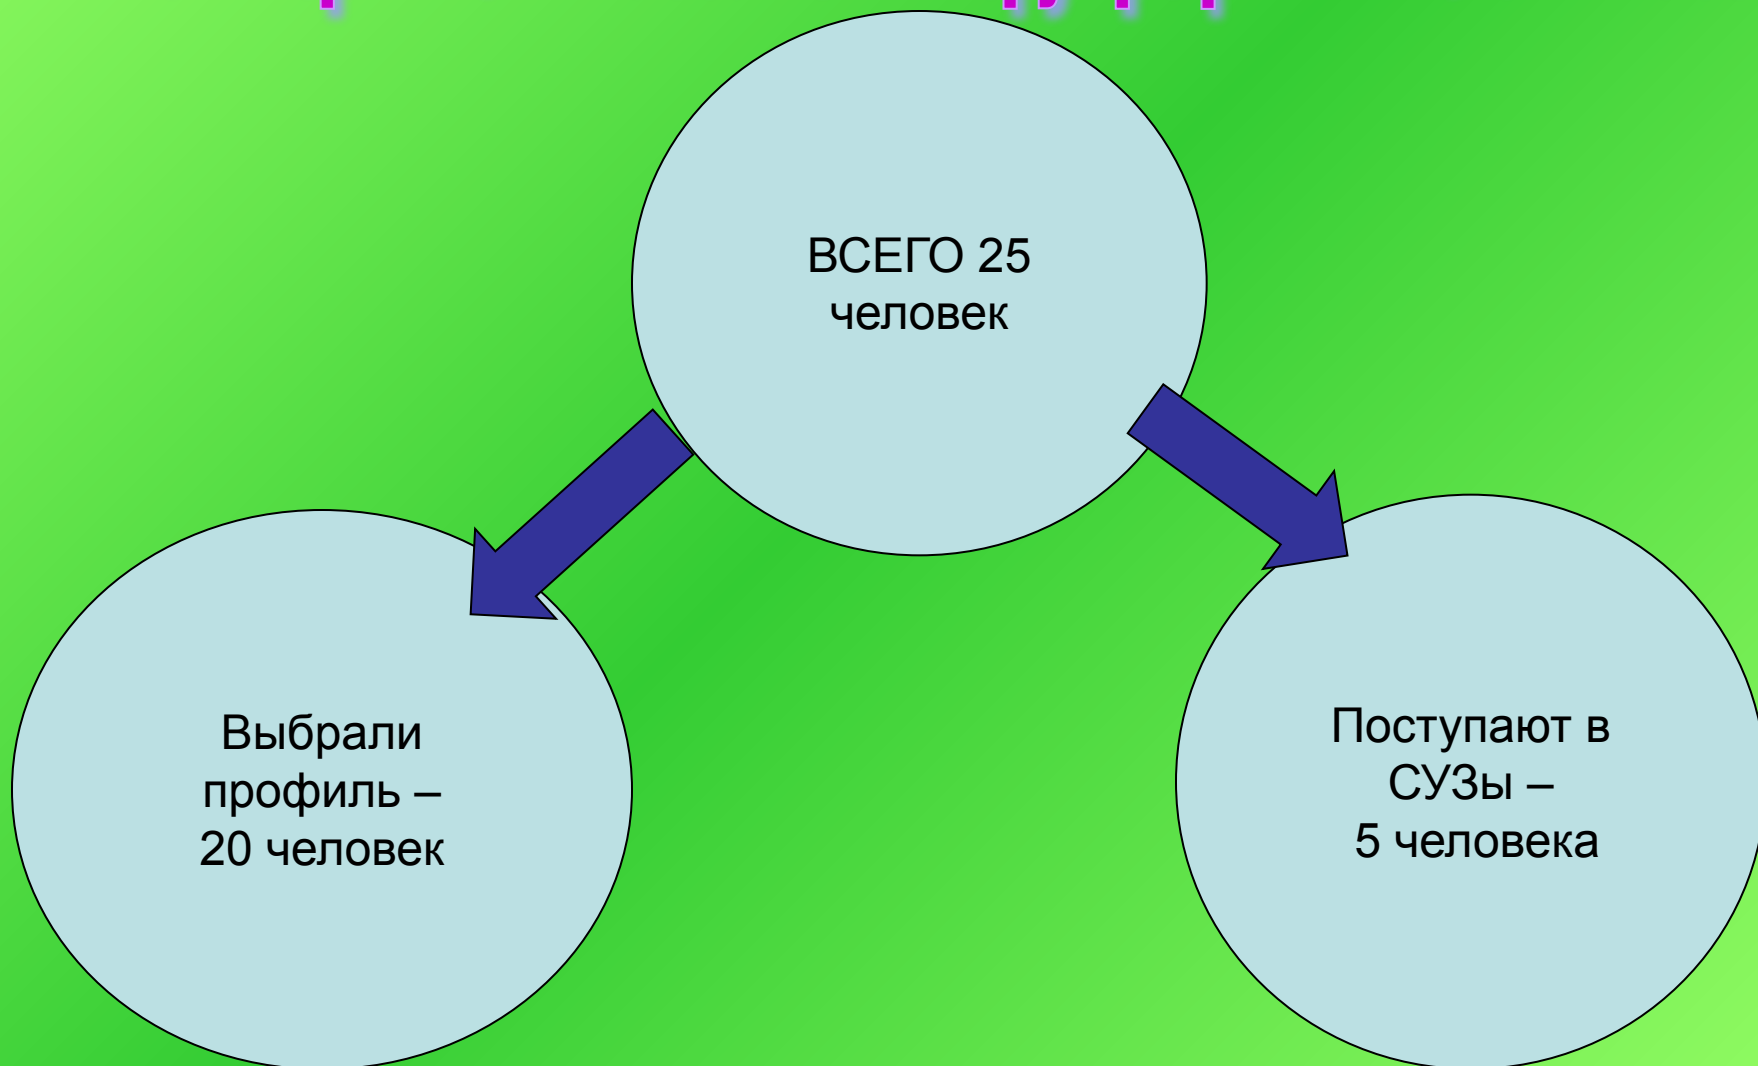 ВСЕГО 25
человек
Выбрали
профиль –
20 человек
Поступают в
СУЗы –
5 человека